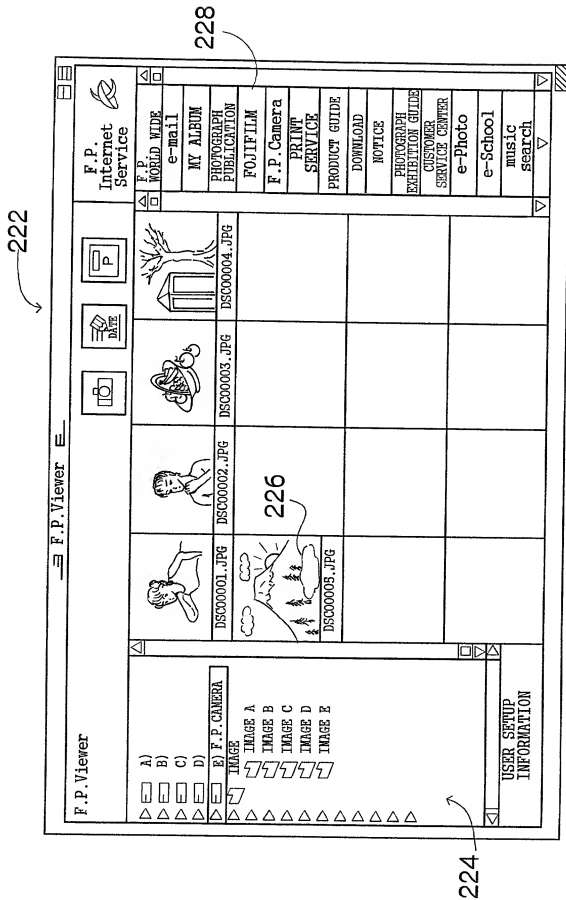 222
F.P.Viewer
F.P.Viewer
DATE
P
F.P.
Internet
Service
A)
B)
C)
D)
E) F.P.CAMERA
IMAGE
IMAGE A
IMAGE B
IMAGE C
IMAGE D
IMAGE E
224
USER SETUP
INFORMATION
DSC00001.JPG
DSC00002.JPG
DSC00003.JPG
DSC00004.JPG
DSC00005.JPG
226
F.P.
WORLD WIDE
e-mail
MY ALBUM
PHOTOGRAPH
PUBLICATION
FOJIFILM
F.P.Camera
PRINT
SERVICE
PRODUCT GUIDE
DOWNLOAD
NOTICE
PHOTOGRAPH
EXHIBITION GUIDE
CUSTOMER
SERVICE CENTER
e-Photo
e-School
music
search
228